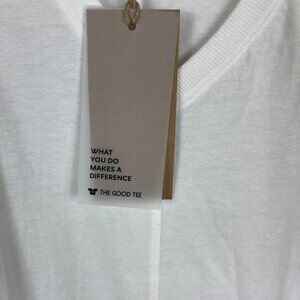 WHAT
YOU DO
MAKES A
DIFFERENCE
THE GOOD TEE